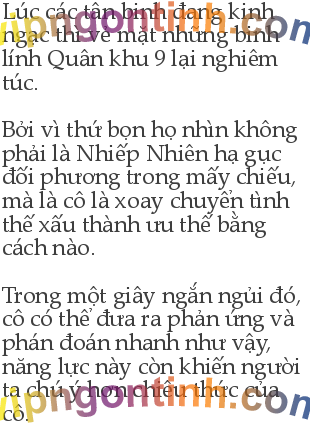 Lúc các tân binh đang kinh
ngạc thì vẻ mặt những binh
lính Quân khu 9 lại nghiêm
túc.
Bởi vì thứ bọn họ nhìn không
phải là Nhiếp Nhiên hạ gục
đối phương trong mấy chiếu,
mà là cô là xoay chuyển tình
thế xấu thành ưu thế bằng
cách nào.
Trong một giây ngắn ngủi đó,
cô có thể đưa ra phản ứng và
phán đoán nhanh như vậy,
năng lực này còn khiến người
ta chú ý hơn chiêu thức của
cô.
vipngontinh.com
vipngontinh.com